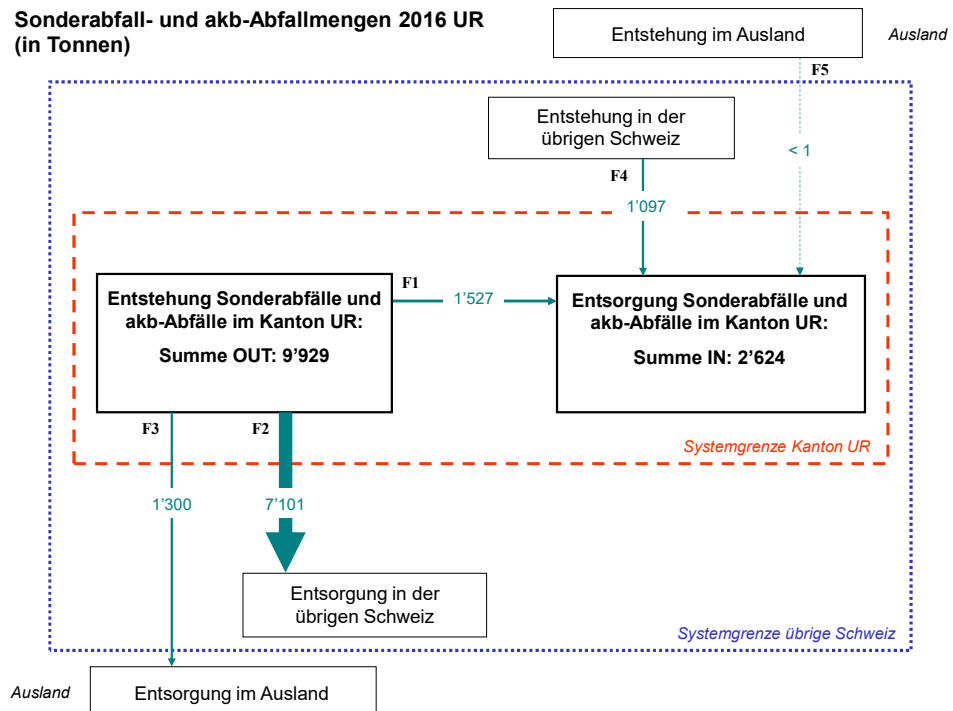 Sonderabfall- und akb-Abfallmengen 2016 UR
(in Tonnen)
Entstehung im Ausland
Ausland
F5
Entstehung in der
übrigen Schweiz
< 1
F4
1’097
F1
Entstehung Sonderabfälle und
akb-Abfälle im Kanton UR:
Summe OUT: 9’929
1’527
Entsorgung Sonderabfälle und
akb-Abfälle im Kanton UR:
Summe IN: 2’624
F3
F2
Systemgrenze Kanton UR
1’300
7’101
Entsorgung in der
übrigen Schweiz
Systemgrenze übrige Schweiz
Ausland
Entsorgung im Ausland